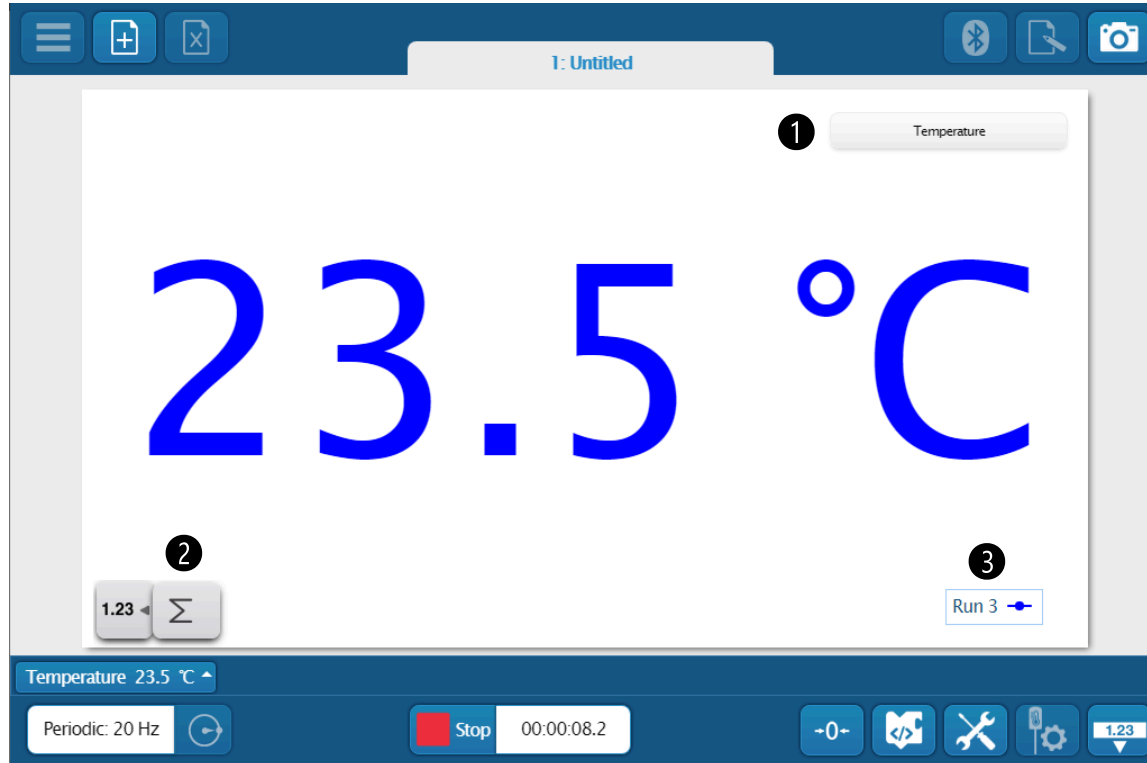 1: Untitled
1
Temperature
23.5 °C
2
3
1.23
Σ
Run 3
Temperature 23.5 °C
Periodic: 20 Hz
Stop
00:00:08.2
0
</>
1.23